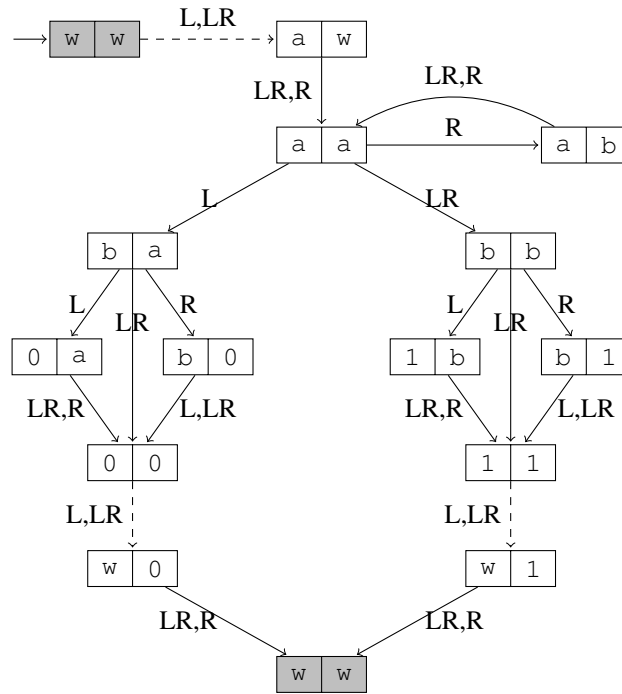 w w L,LR a w
LR,R LR,R
a a R a b
L LR
b a b b
L LR R L LR R
0 a b 0 1 b b 1
LR,R L,LR LR,R L,LR
0 0 1 1
L,LR L,LR
w 0 w 1
LR,R LR,R
w w